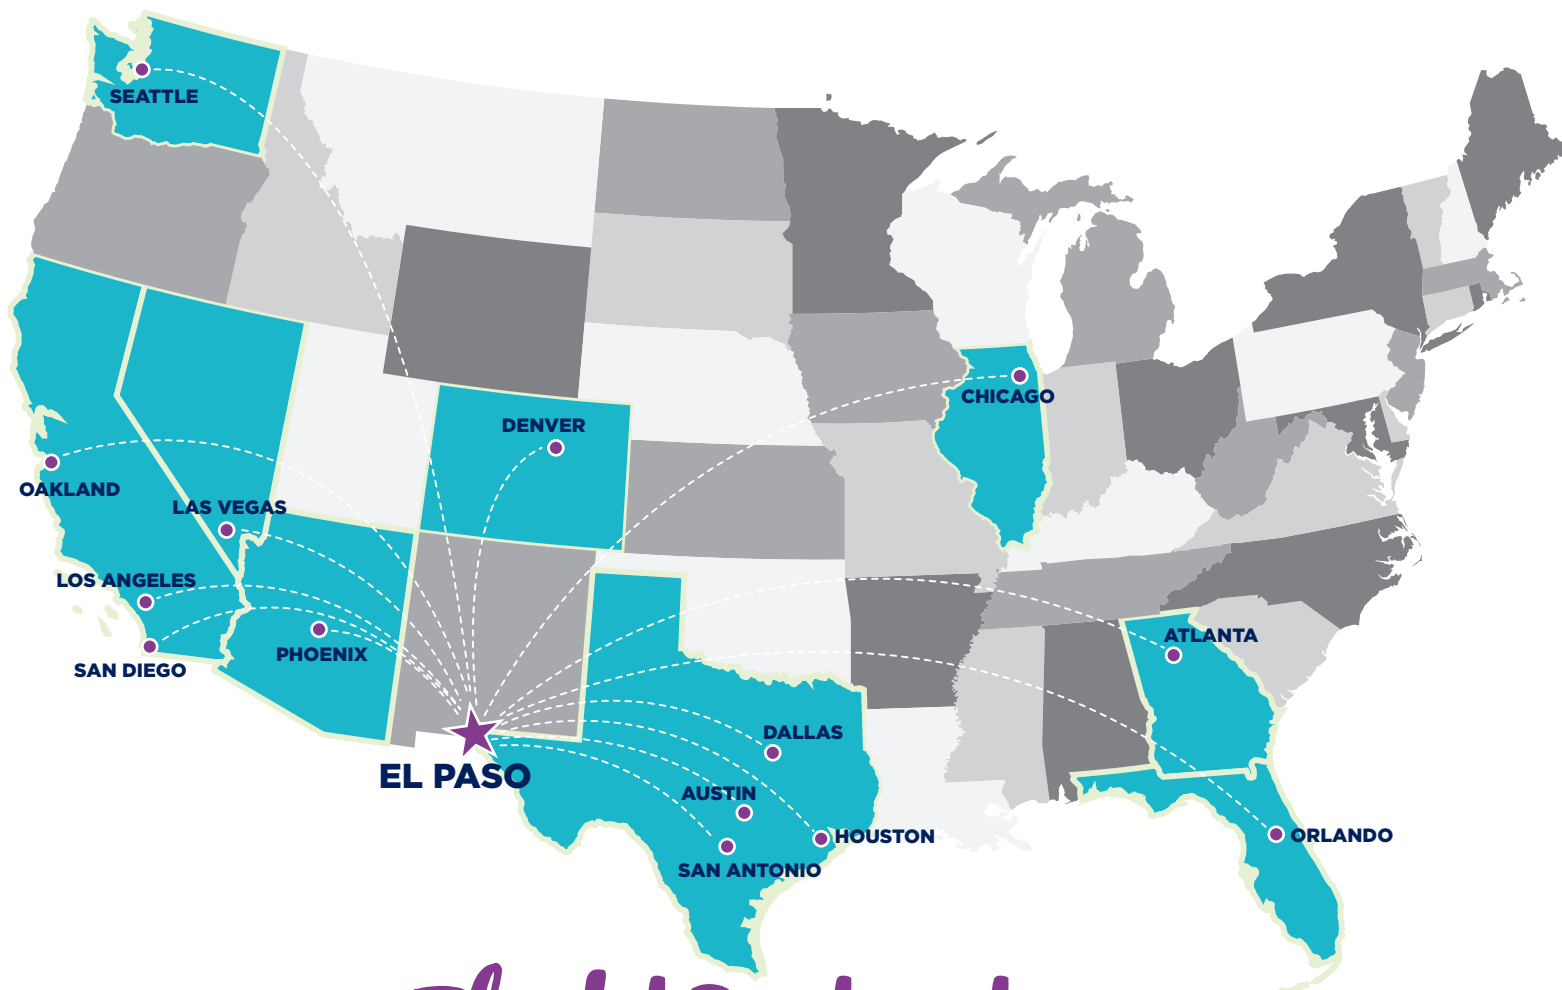 SEATTLE
CHICAGO
DENVER
OAKLAND
LAS VEGAS
LOS ANGELES
ATLANTA
PHOENIX
SAN DIEGO
DALLAS
EL PASO
AUSTIN
HOUSTON
ORLANDO
SAN ANTONIO